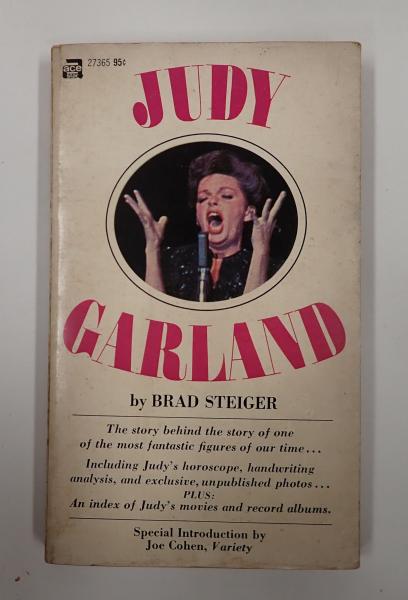 ace
27365 95¢
JUDY
GARLAND
by BRAD STEIGER
The story behind the story of one
of the most fantastic figures of our time...
Including Judy's horoscope, handwriting
analysis, and exclusive, unpublished photos...
PLUS:
An index of Judy's movies and record albums.
Special Introduction by
Joe Cohen, Variety